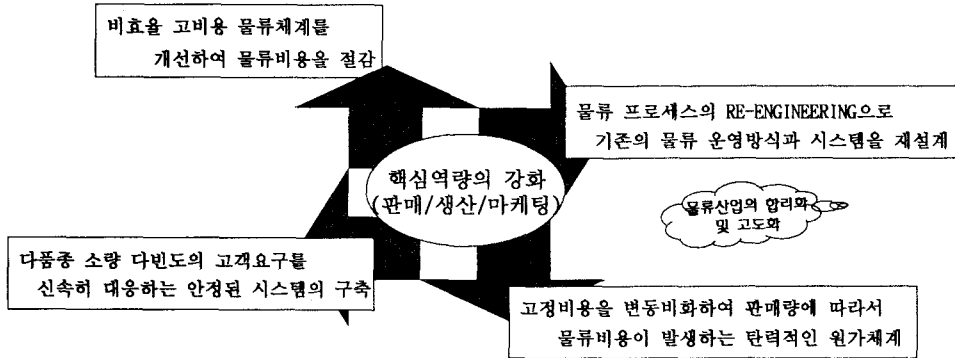 비효율 고비용 물류체계를
개선하여 물류비용을 절감
물류 프로세스의 RE-ENGINEERING으로
기존의 물류 운영방식과 시스템을 재설계
핵심역량의 강화
(판매/생산/마케팅)
물류산업의 합리화
및 고도화
다품종 소량 다빈도의 고객요구를
신속히 대응하는 안정된 시스템의 구축
고정비용을 변동비화하여 판매량에 따라서
물류비용이 발생하는 탄력적인 원가체계